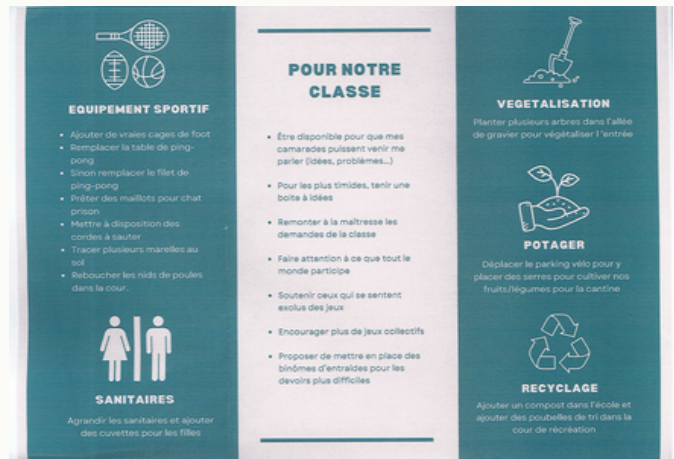 EQUIPEMENT SPORTIF
Ajouter de vraies cages de foot
Remplacer la table de ping-
pong
Sinon remplacer le filet de
ping-pong
Prêter des maillots pour chat
prison
Mettre à disposition des
cordes à sauter
Tracer plusieurs marelles au
sol
Reboucher les nids de poules
dans la cour.
SANITAIRES
Agrandir les sanitaires et ajouter
des cuvettes pour les filles
POUR NOTRE
CLASSE
Être disponible pour que mes
camarades puissent venir me
parler (idées, problèmes...)
Pour les plus timides, tenir une
boite à idées
Remonter à la maîtresse les
demandes de la classe
Faire attention à ce que tout le
monde participe
Soutenir ceux qui se sentent
exclus des jeux
Encourager plus de jeux collectifs
Proposer de mettre en place des
binômes d'entraides pour les
devoirs plus difficiles
VEGETALISATION
Planter plusieurs arbres dans l'allée
de gravier pour végétaliser l 'entrée
POTAGER
Déplacer le parking vélo pour y
placer des serres pour cultiver nos
fruits/légumes pour la cantine
RECYCLAGE
Ajouter un compost dans l'école et
ajouter des poubelles de tri dans la
cour de récréation